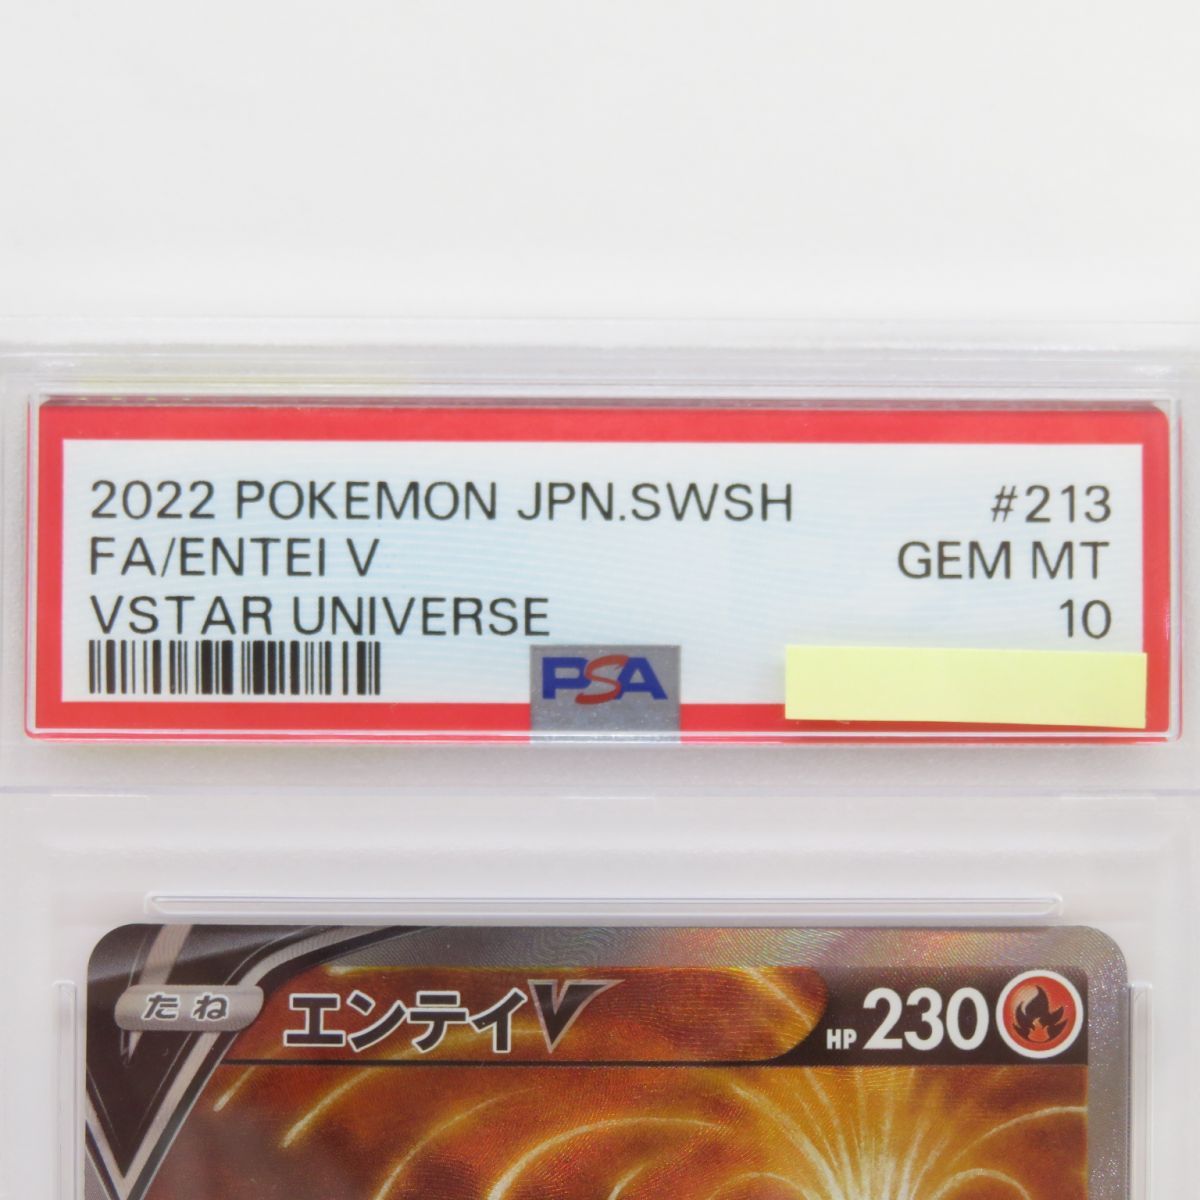 2022 POKEMON JPN.SWSH #213
FA/ENTEI V GEM MT
VSTAR UNIVERSE 10
PSA
たね エンテイV HP 230